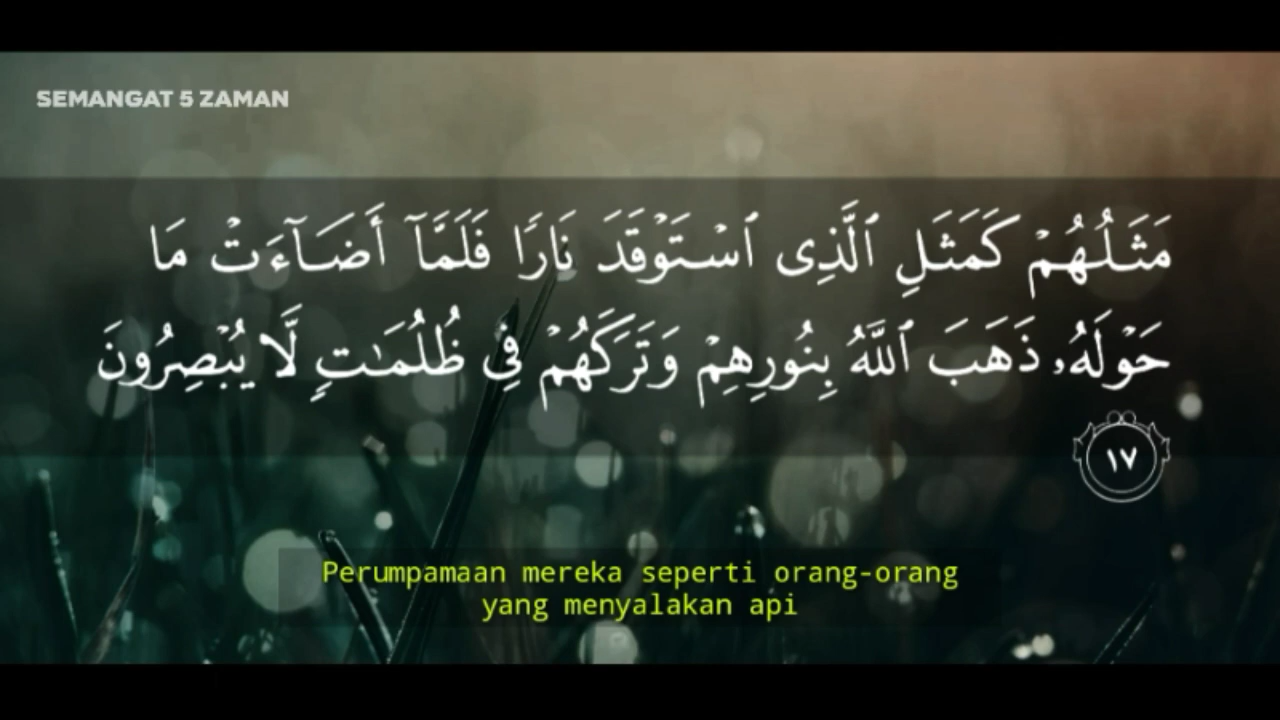 SEMANGAT 5 ZAMAN
مَثَلُهُمْ كَمَثَلِ ٱلَّذِى ٱسْتَوْقَدَ نَارًا فَلَمَّآ أَضَآءَتْ مَا
حَوْلَهُۥ ذَهَبَ ٱللَّهُ بِنُورِهِمْ وَتَرَكَهُمْ فِى ظُلُمَٰتٍ لَّا يُبْصِرُونَ
١٧
Perumpamaan mereka seperti orang-orang
yang menyalakan api